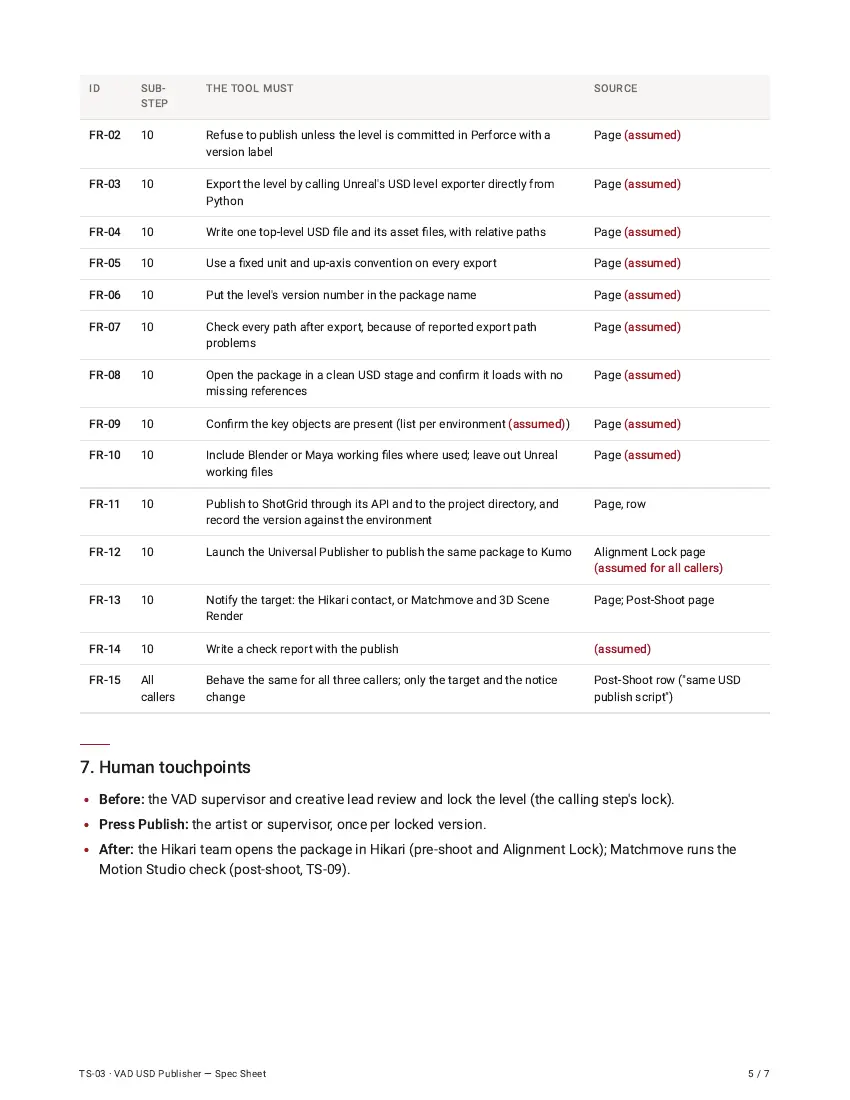 ID SUB-STEP THE TOOL MUST SOURCE
FR-02 10 Refuse to publish unless the level is committed in Perforce with a Page (assumed)
version label
FR-03 10 Export the level by calling Unreal's USD level exporter directly from Page (assumed)
Python
FR-04 10 Write one top-level USD file and its asset files, with relative paths Page (assumed)
FR-05 10 Use a fixed unit and up-axis convention on every export Page (assumed)
FR-06 10 Put the level's version number in the package name Page (assumed)
FR-07 10 Check every path after export, because of reported export path Page (assumed)
problems
FR-08 10 Open the package in a clean USD stage and confirm it loads with no Page (assumed)
missing references
FR-09 10 Confirm the key objects are present (list per environment (assumed)) Page (assumed)
FR-10 10 Include Blender or Maya working files where used; leave out Unreal Page (assumed)
working files
FR-11 10 Publish to ShotGrid through its API and to the project directory, and Page, row
record the version against the environment
FR-12 10 Launch the Universal Publisher to publish the same package to Kumo Alignment Lock page
(assumed for all callers)
FR-13 10 Notify the target: the Hikari contact, or Matchmove and 3D Scene Page; Post-Shoot page
Render
FR-14 10 Write a check report with the publish (assumed)
FR-15 All Behave the same for all three callers; only the target and the notice Post-Shoot row ("same USD
callers change publish script")
7. Human touchpoints
• Before: the VAD supervisor and creative lead review and lock the level (the calling step's lock).
• Press Publish: the artist or supervisor, once per locked version.
• After: the Hikari team opens the package in Hikari (pre-shoot and Alignment Lock); Matchmove runs the
Motion Studio check (post-shoot, TS-09).
TS-03 · VAD USD Publisher — Spec Sheet 5 / 7